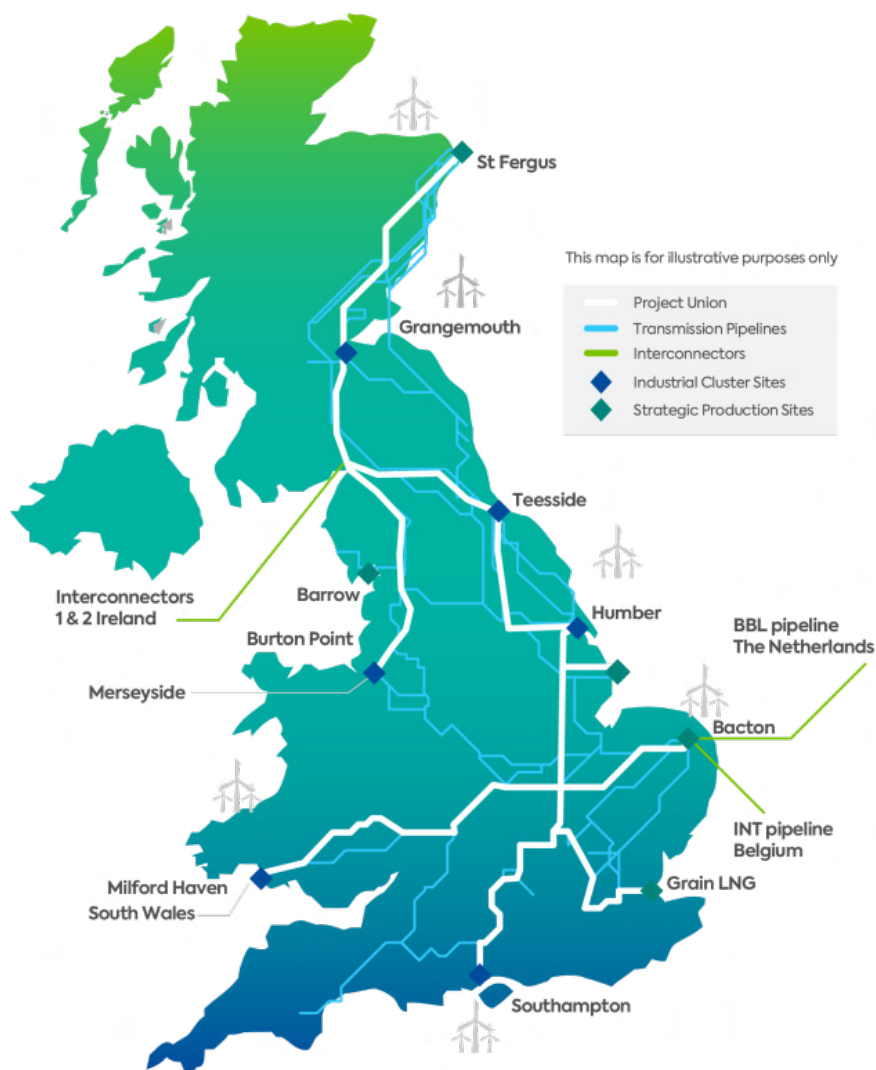 St Fergus
This map is for illustrative purposes only
Project Union
Transmission Pipelines
Interconnectors
Industrial Cluster Sites
Strategic Production Sites
Grangemouth
Teesside
Interconnectors
1 & 2 Ireland
Barrow
Humber
Burton Point
BBL pipeline
The Netherlands
Merseyside
Bacton
INT pipeline
Belgium
Milford Haven
South Wales
Grain LNG
Southampton